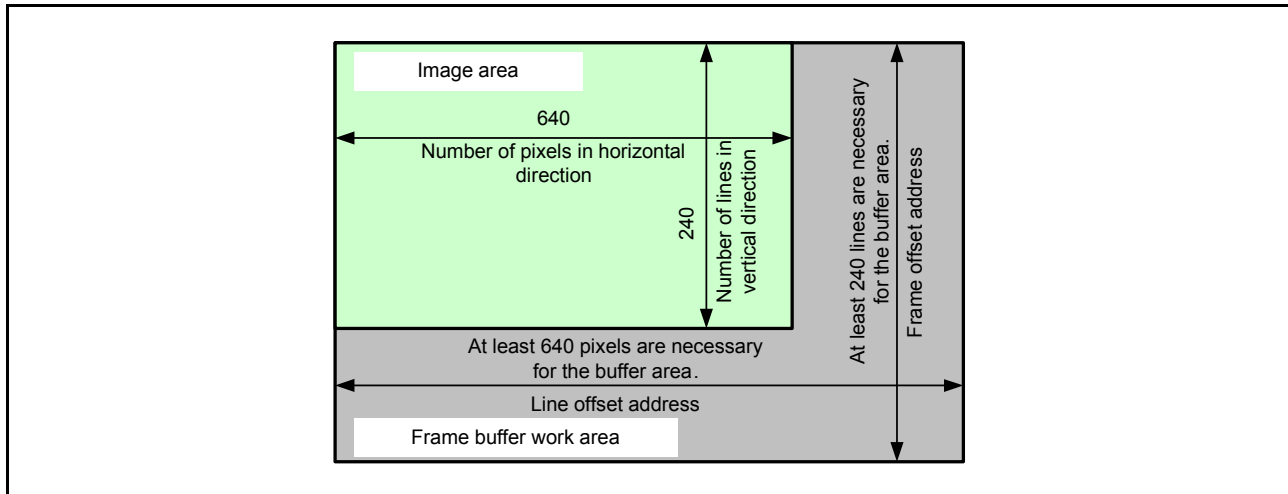 Image area
640
Number of pixels in horizontal
direction
240
Number of lines in
vertical direction
At least 240 lines are necessary
for the buffer area.
Frame offset address
At least 640 pixels are necessary
for the buffer area.
Line offset address
Frame buffer work area